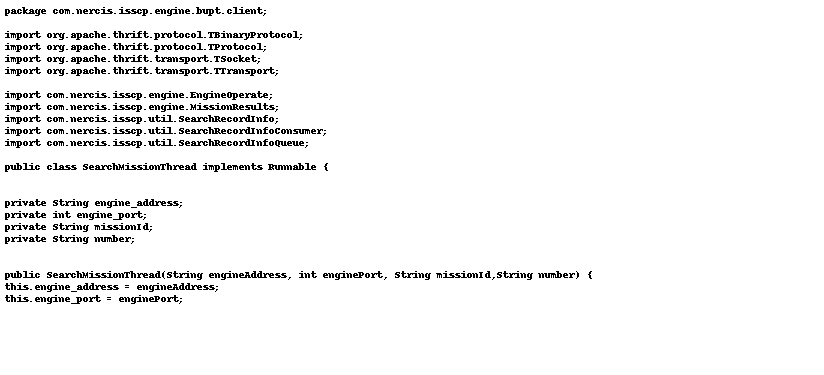 package com.nercis.isscp.engine.bupt.client;
import org.apache.thrift.protocol.TBinaryProtocol;
import org.apache.thrift.protocol.TProtocol;
import org.apache.thrift.transport.TSocket;
import org.apache.thrift.transport.TTransport;
import com.nercis.isscp.engine.EngineOperate;
import com.nercis.isscp.engine.MissionResults;
import com.nercis.isscp.util.SearchRecordInfo;
import com.nercis.isscp.util.SearchRecordInfoConsumer;
import com.nercis.isscp.util.SearchRecordInfoQueue;
public class SearchMissionThread implements Runnable {
private String engine_address;
private int engine_port;
private String missionId;
private String number;
public SearchMissionThread(String engineAddress, int enginePort, String missionId,String number) {
this.engine_address = engineAddress;
this.engine_port = enginePort;